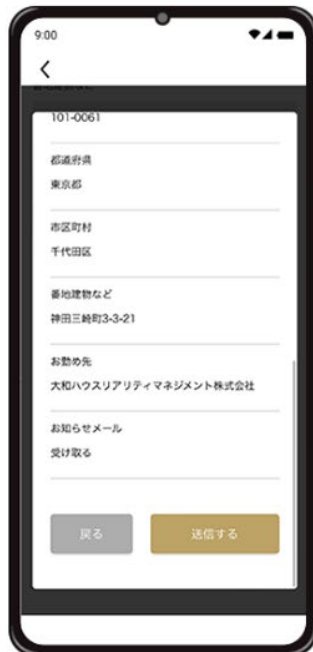 9:00
101-0061
都道府県
東京都
市区町村
千代田区
番地建物など
神田三崎町3-3-21
お勤め先
大和ハウスリアリティマネジメント株式会社
お知らせメール
受け取る
戻る
送信する